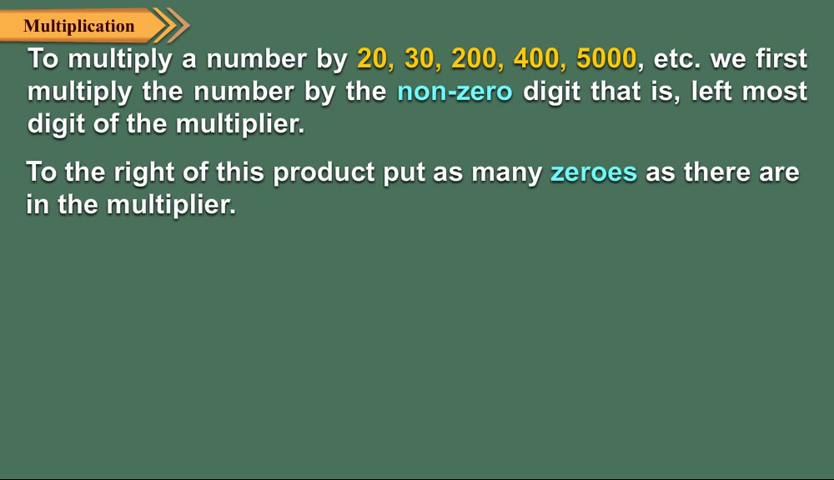 Multiplication
To multiply a number by 20, 30, 200, 400, 5000, etc. we first
multiply the number by the non-zero digit that is, left most
digit of the multiplier.
To the right of this product put as many zeroes as there are
in the multiplier.